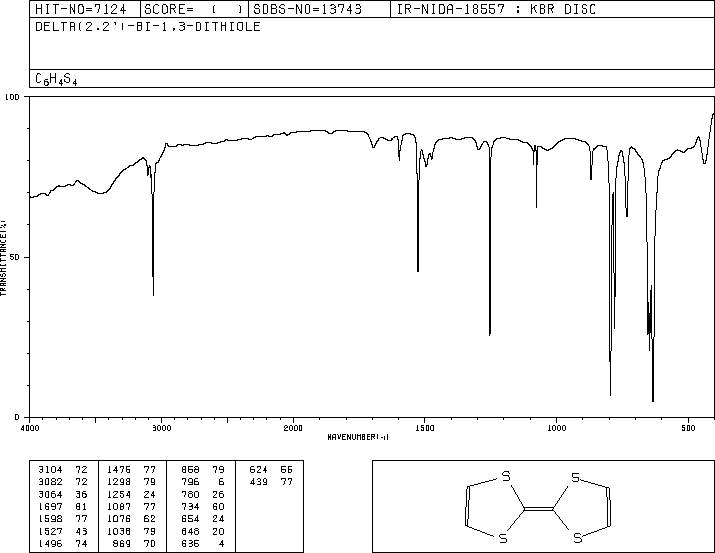 HIT-NO=7124 SCORE= ( ) SDBS-NO=13743 IR-NIDA-18557 : KBR DISC
DELTA(2,2')-BI-1,3-DITHIOLE
C6H4S4
100
50
0
TRANSMITTANCE(%)
4000 3000 2000 1500 1000 500
WAVENUMBER(-1)
3104 72 1476 77 868 79 624 66
3082 72 1298 79 796 6 439 77
3064 36 1254 24 780 26
1697 81 1087 77 734 60
1598 77 1076 62 654 24
1527 43 1038 79 648 20
1496 74 869 70 635 4
S S
S S